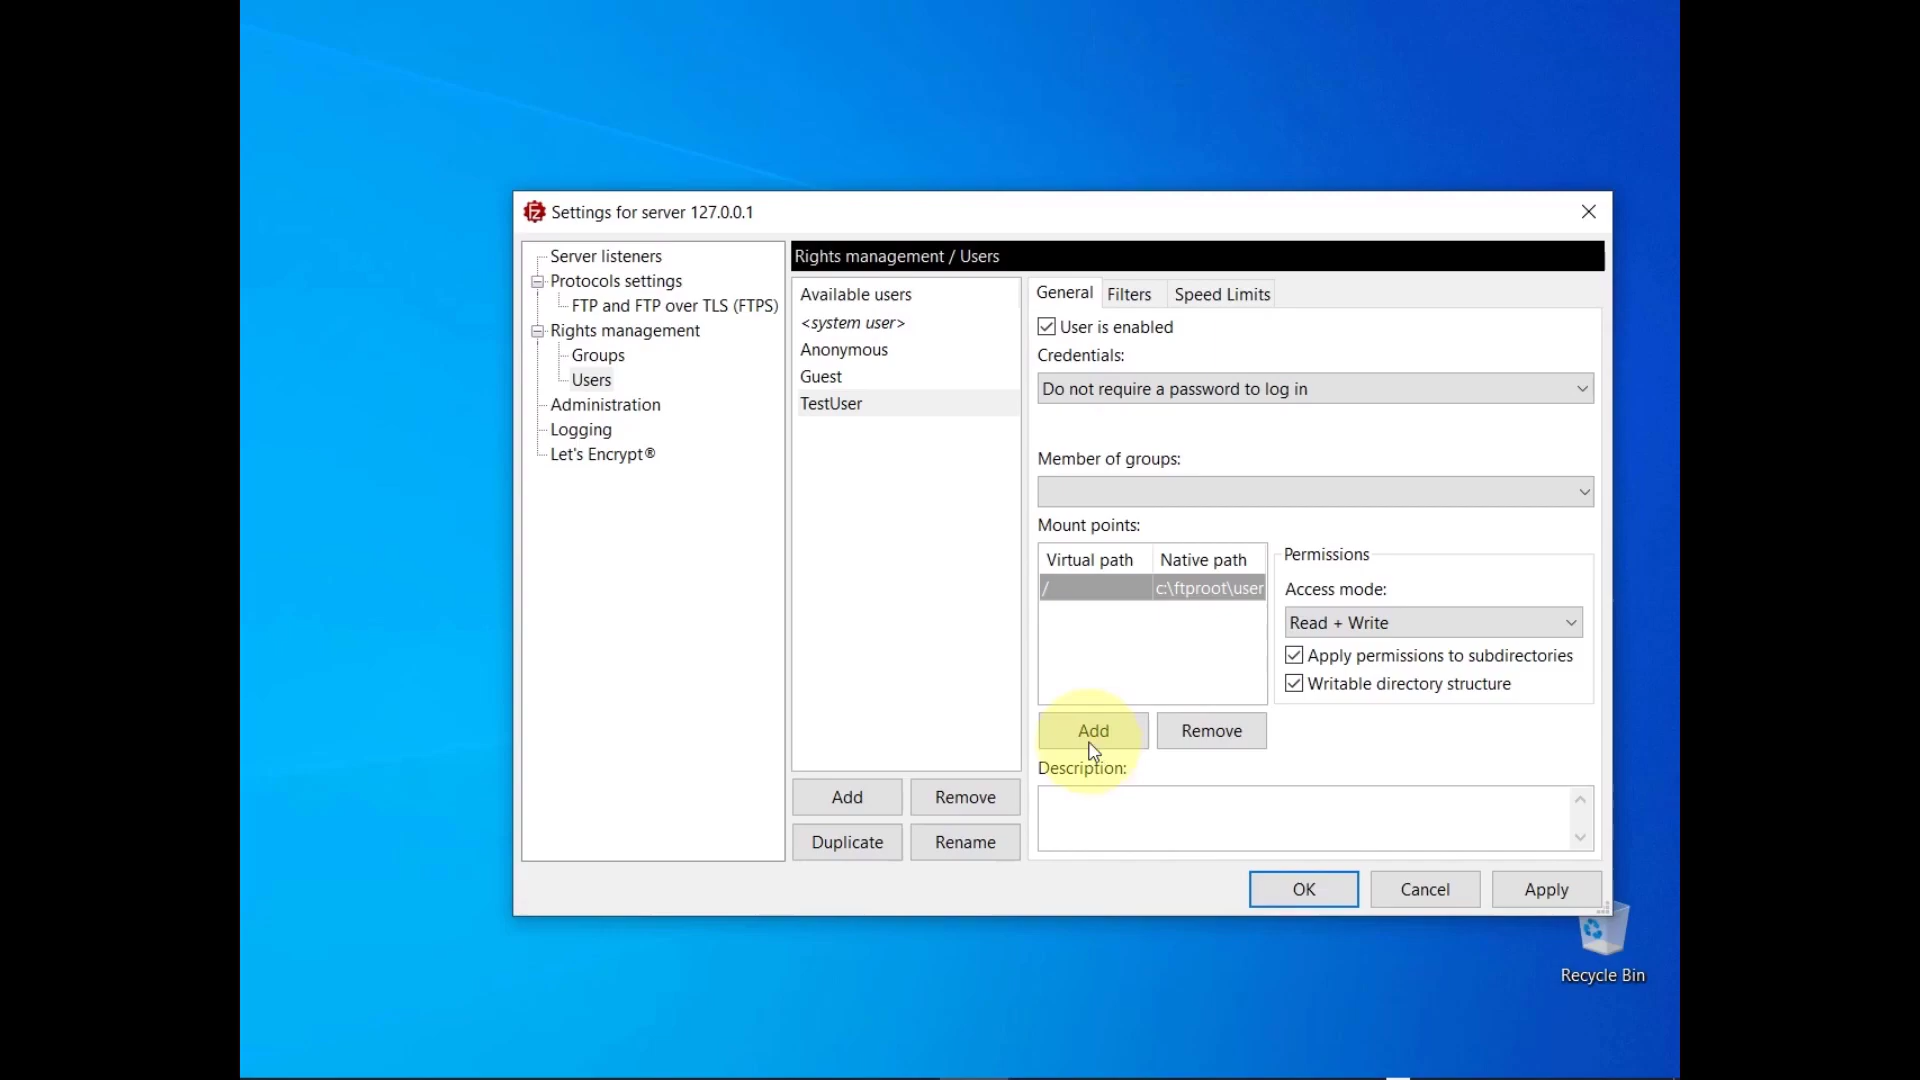 Settings for server 127.0.0.1
Server listeners
Protocols settings
FTP and FTP over TLS (FTPS)
Rights management
Groups
Users
Administration
Logging
Let's Encrypt®
Rights management / Users
Available users
<system user>
Anonymous
Guest
TestUser
Add
Remove
Duplicate
Rename
General
Filters
Speed Limits
User is enabled
Credentials:
Do not require a password to log in
Member of groups:
Mount points:
Virtual path
Native path
/
c:\ftproot\user
Permissions
Access mode:
Read + Write
Apply permissions to subdirectories
Writable directory structure
Add
Remove
Description:
OK
Cancel
Apply
Recycle Bin